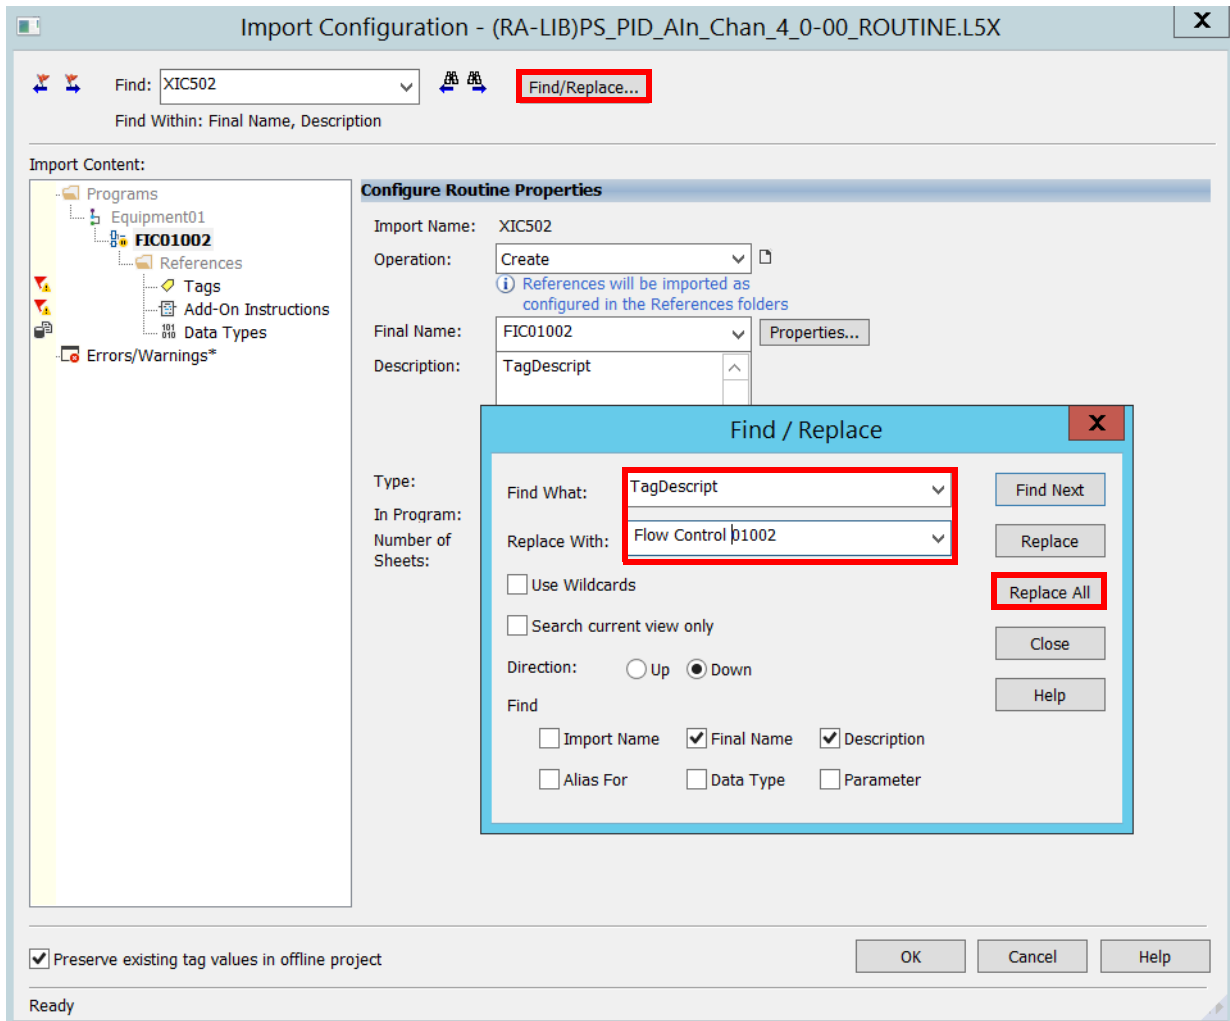 Import Configuration - (RA-LIB)PS_PID_AIn_Chan_4_0-00_ROUTINE.L5X
X
Find: XIC502 Find/Replace...
Find Within: Final Name, Description
Import Content:
Programs
Equipment01
FIC01002
References
Tags
Add-On Instructions
Data Types
Errors/Warnings*
Configure Routine Properties
Import Name: XIC502
Operation: Create
References will be imported as
configured in the References folders
Final Name: FIC01002 Properties...
Description: TagDescript
Type:
In Program:
Number of
Sheets:
Find / Replace
X
Find What: TagDescript Find Next
Replace With: Flow Control 01002 Replace
Use Wildcards Replace All
Search current view only
Close
Direction: Up Down
Help
Find
Import Name Final Name Description
Alias For Data Type Parameter
Preserve existing tag values in offline project
OK Cancel Help
Ready